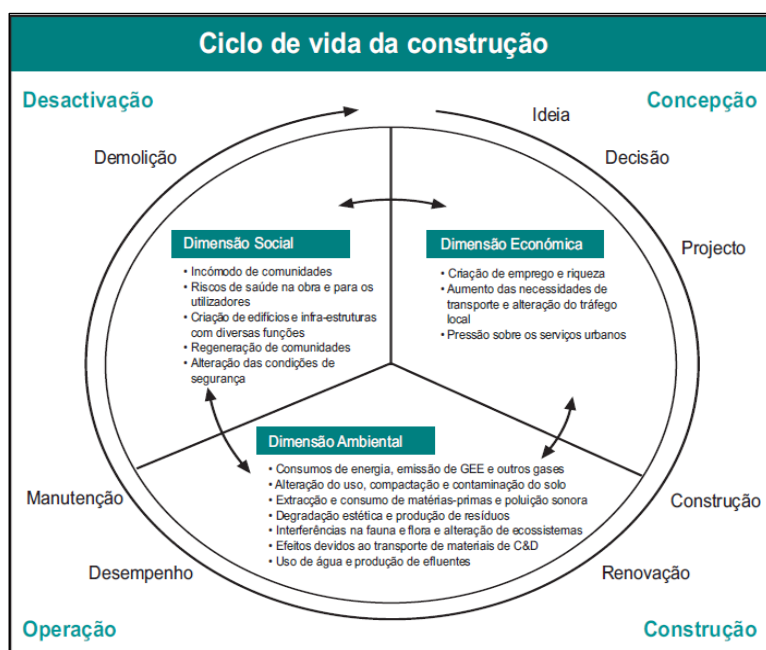 Ciclo de vida da construção
Desactivação
Concepção
Ideia
Demolição
Decisão
Projecto
Dimensão Social
• Incómodo de comunidades
• Riscos de saúde na obra e para os
utilizadores
• Criação de edifícios e infra-estruturas
com diversas funções
• Regeneração de comunidades
• Alteração das condições de
segurança
Dimensão Económica
• Criação de emprego e riqueza
• Aumento das necessidades de
transporte e alteração do tráfego
local
• Pressão sobre os serviços urbanos
Dimensão Ambiental
• Consumos de energia, emissão de GEE e outros gases
• Alteração do uso, compactação e contaminação do solo
• Extracção e consumo de matérias-primas e poluição sonora
• Degradação estética e produção de resíduos
• Interferências na fauna e flora e alteração de ecossistemas
• Efeitos devidos ao transporte de materiais de C&D
• Uso de água e produção de efluentes
Manutenção
Construção
Desempenho
Renovação
Operação
Construção